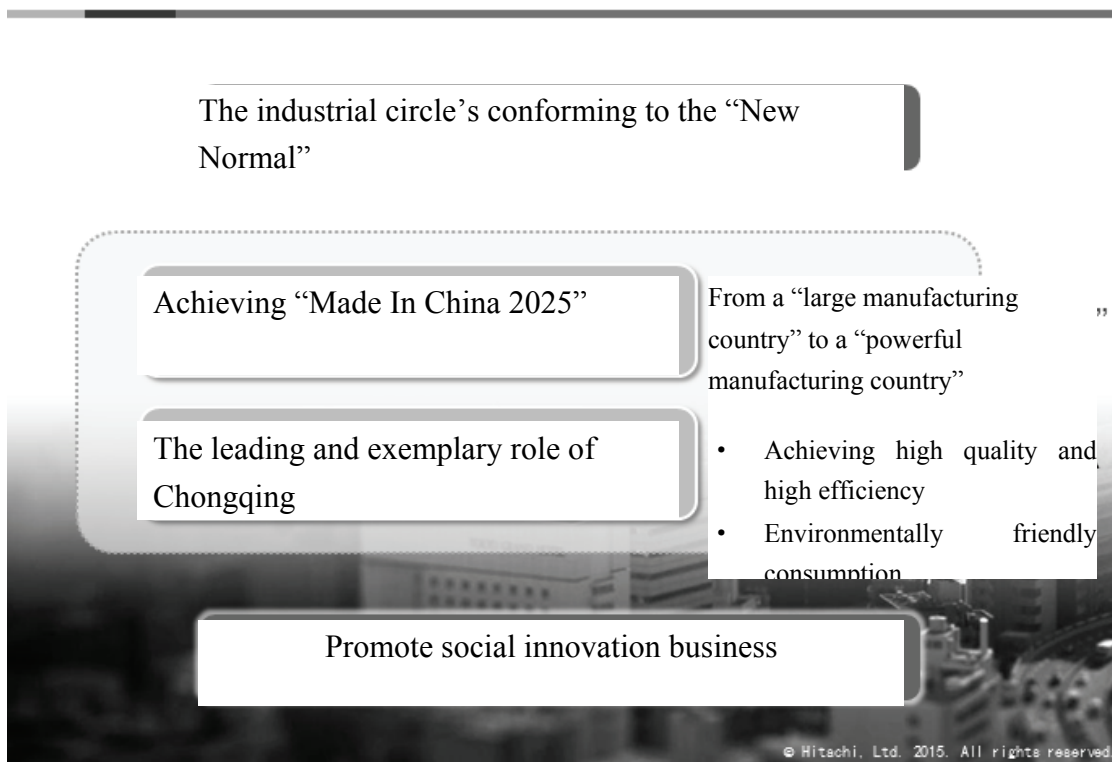 The industrial circle’s conforming to the “New
Normal”
Achieving “Made In China 2025”
From a “large manufacturing
country” to a “powerful
manufacturing country”
”
The leading and exemplary role of
Chongqing
• Achieving high quality and
high efficiency
• Environmentally friendly
consumption
Promote social innovation business
© Hitachi, Ltd. 2015. All rights reserved.